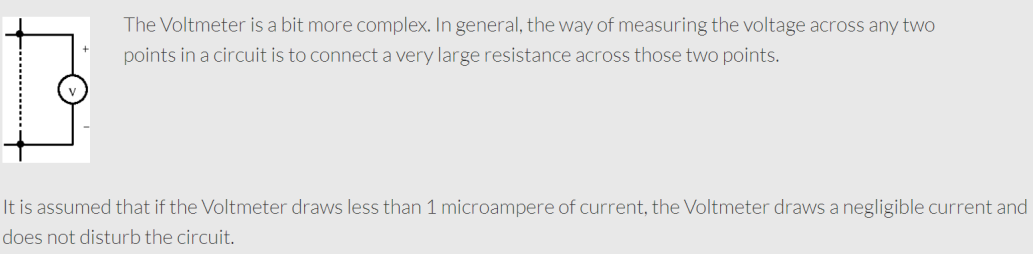 The Voltmeter is a bit more complex. In general, the way of measuring the voltage across any two
points in a circuit is to connect a very large resistance across those two points.
+
V
−
It is assumed that if the Voltmeter draws less than 1 microampere of current, the Voltmeter draws a negligible current and
does not disturb the circuit.